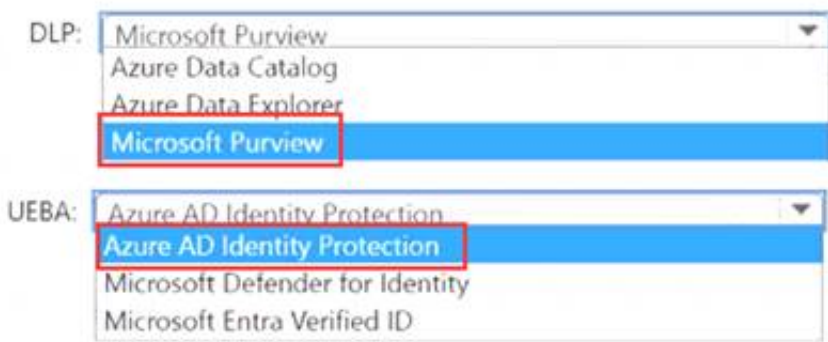 DLP: Microsoft Purview
Azure Data Catalog
Azure Data Explorer
Microsoft Purview
UEBA: Azure AD Identity Protection
Azure AD Identity Protection
Microsoft Defender for Identity
Microsoft Entra Verified ID